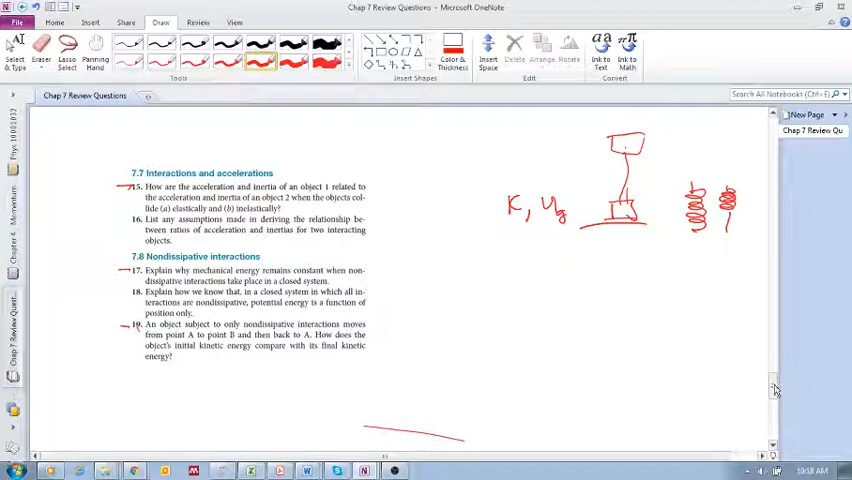 Chap 7 Review Questions - Microsoft OneNote
File
Home
Insert
Share
Draw
Review
View
Select & Type
Eraser
Lasso Select
Panning Hand
Tools
Insert Shapes
Color & Thickness
Insert Space
Delete
Arrange
Rotate
Edit
Ink to Text
Ink to Math
Convert
Chap 7 Review Questions
Search All Notebooks (Ctrl+E)
New Page
Chap 7 Review Qu
Phys 10001032
Momentum
Chapter 4
Review Quest
7.7 Interactions and accelerations
15. How are the acceleration and inertia of an object 1 related to
the acceleration and inertia of an object 2 when the objects col-
lide (a) elastically and (b) inelastically?
16. List any assumptions made in deriving the relationship be-
tween ratios of acceleration and inertias for two interacting
objects.
7.8 Nondissipative interactions
17. Explain why mechanical energy remains constant when non-
dissipative interactions take place in a closed system.
18. Explain how we know that, in a closed system in which all in-
teractions are nondissipative, potential energy is a function of
position only.
19. An object subject to only nondissipative interactions moves
from point A to point B and then back to A. How does the
object's initial kinetic energy compare with its final kinetic
energy?
K, Ug
10:18 AM